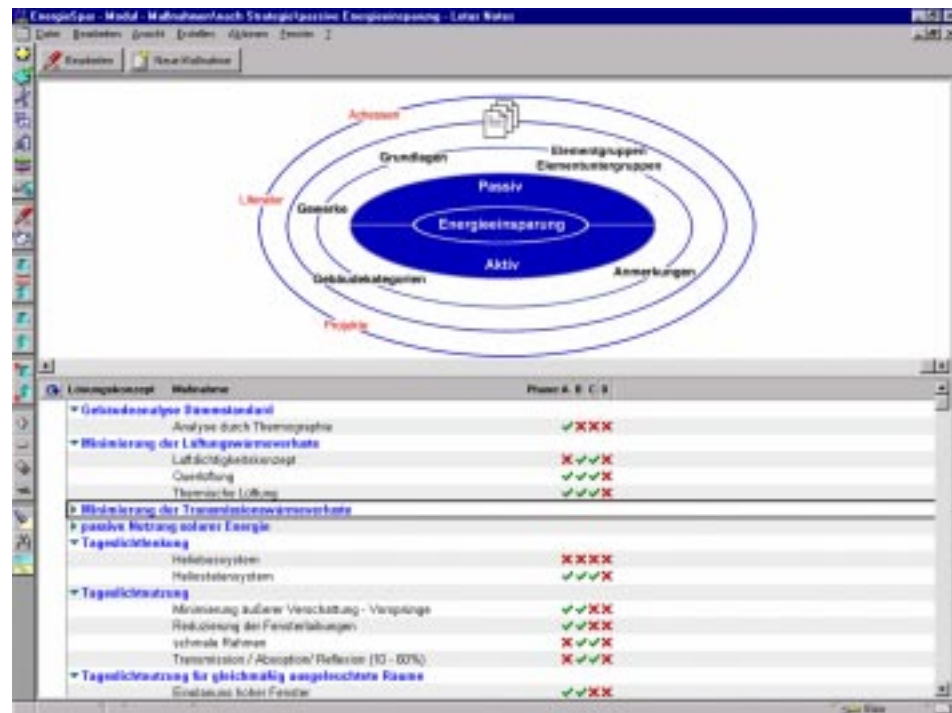 EnergieSpar - Modul - Maßnahmen\nach Strategie\passive Energieeinsparung - Lotus Notes
Datei Bearbeiten Ansicht Erstellen Aktionen Fenster ?
Bearbeiten Neue Maßnahme
Adressen
Grundlagen
Elementgruppen
Elementuntergruppen
Literatur
Passiv
Gewerke
Energieeinsparung
Aktiv
Gebäudekategorien
Anmerkungen
Projekte
Lösungskonzept Maßnahme Phase A B C D
Gebäudeanalyse Dämmstandard
Analyse durch Thermographie
Minimierung der Lüftungswärmeverluste
Luftdichtigkeitskonzept
Querlüftung
Thermische Lüftung
Minimierung der Transmissionswärmeverluste
passive Nutzung solarer Energie
Tageslichtlenkung
Heliobussystem
Heliostatensystem
Tageslichtnutzung
Minimierung äußerer Verschattung - Vorsprünge
Reduzierung der Fensterlaibungen
schmale Rahmen
Transmission / Absorption/ Reflexion (10 - 60%)
Tageslichtnutzung für gleichmäßig ausgeleuchtete Räume
hoher Fenster